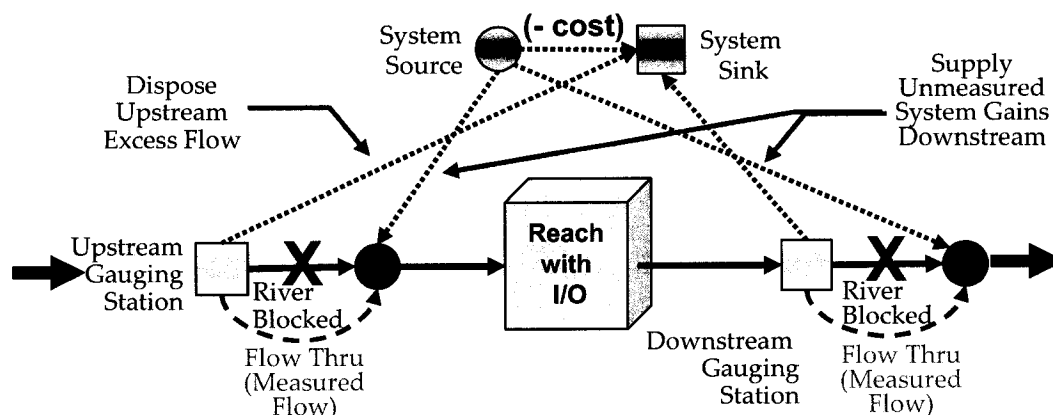 System
Source
(- cost)
System
Sink
Dispose
Upstream
Excess Flow
Supply
Unmeasured
System Gains
Downstream
Upstream
Gauging
Station
X
River
Blocked
Flow Thru
(Measured
Flow)
Reach
with
I/O
Downstream
Gauging
Station
X
River
Blocked
Flow Thru
(Measured
Flow)